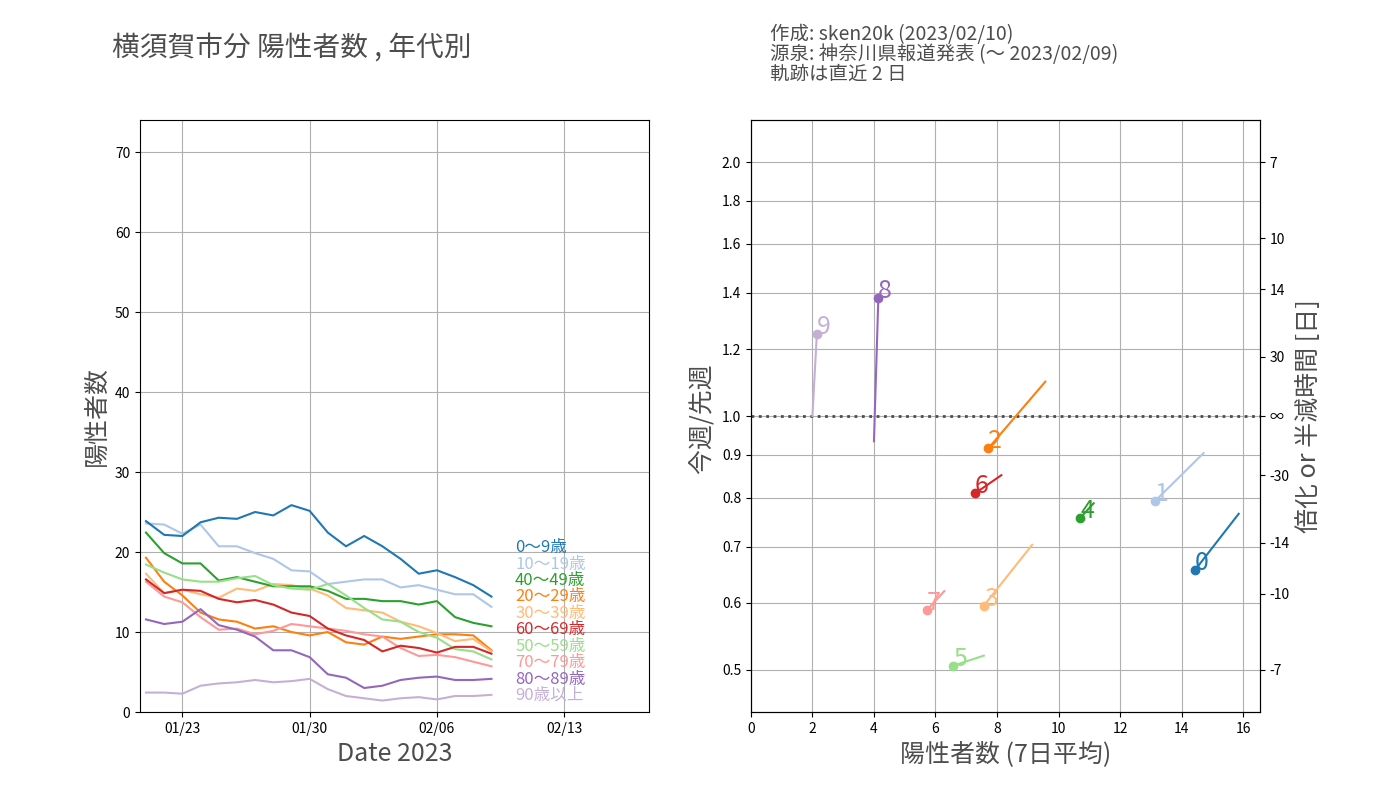 横須賀市分 陽性者数 , 年代別
作成: sken20k (2023/02/10)
源泉: 神奈川県報道発表 (～ 2023/02/09)
軌跡は直近 2 日
陽性者数
70
60
50
40
30
20
10
0
01/23
01/30
02/06
02/13
Date 2023
0～9歳
10～19歳
40～49歳
20～29歳
30～39歳
60～69歳
50～59歳
70～79歳
80～89歳
90歳以上
今週/先週
2.0
1.8
1.6
1.4
1.2
1.0
0.9
0.8
0.7
0.6
0.5
0
2
4
6
8
10
12
14
16
陽性者数 (7日平均)
8
9
2
6
1
4
0
3
7
5
7
10
14
30
∞
-30
-14
-10
-7
倍化 or 半減時間 [日]